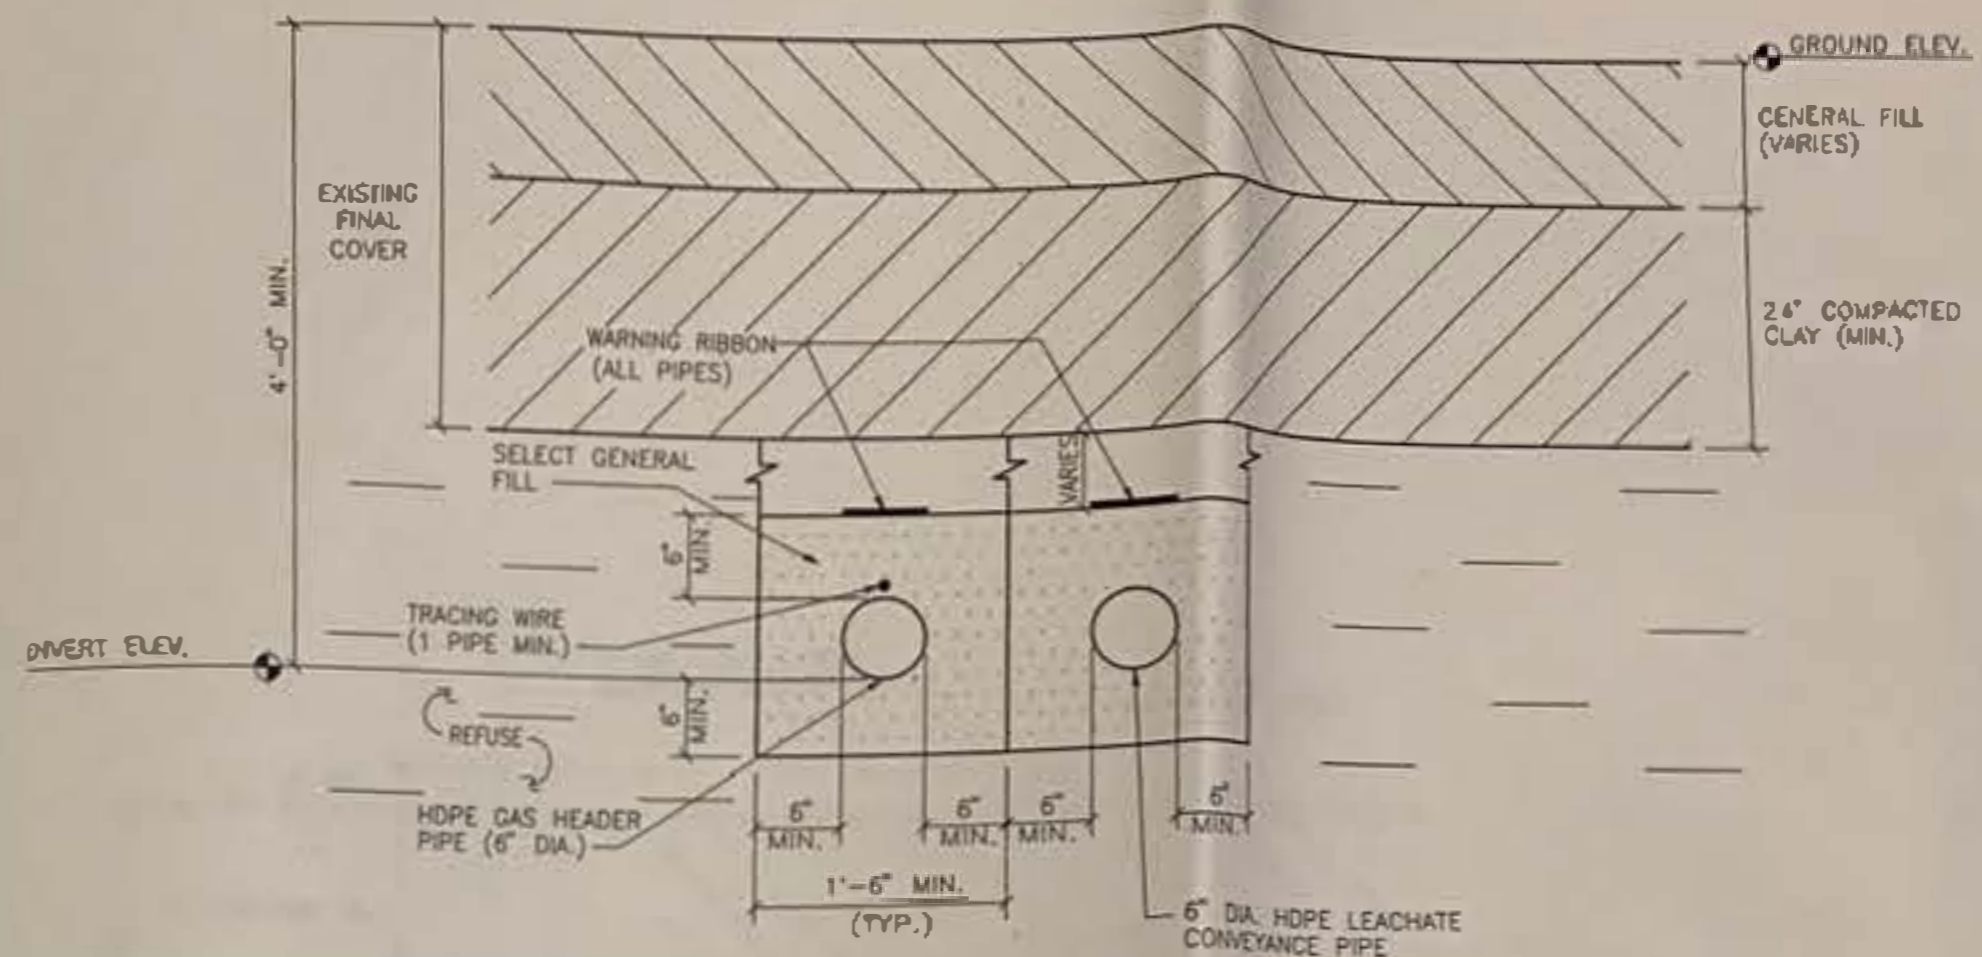 GROUND ELEV.
GENERAL FILL
(VARIES)
EXISTING
FINAL
COVER
4'-0" MIN.
24" COMPACTED
CLAY (MIN.)
WARNING RIBBON
(ALL PIPES)
SELECT GENERAL
FILL
VARIES
6"
MIN.
TRACING WIRE
(1 PIPE MIN.)
INVERT ELEV.
6"
MIN.
REFUSE
HDPE GAS HEADER
PIPE (6" DIA.)
6"
MIN.
6"
MIN.
6"
MIN.
6"
MIN.
1'-6" MIN.
(TYP.)
6" DIA. HDPE LEACHATE
CONVEYANCE PIPE